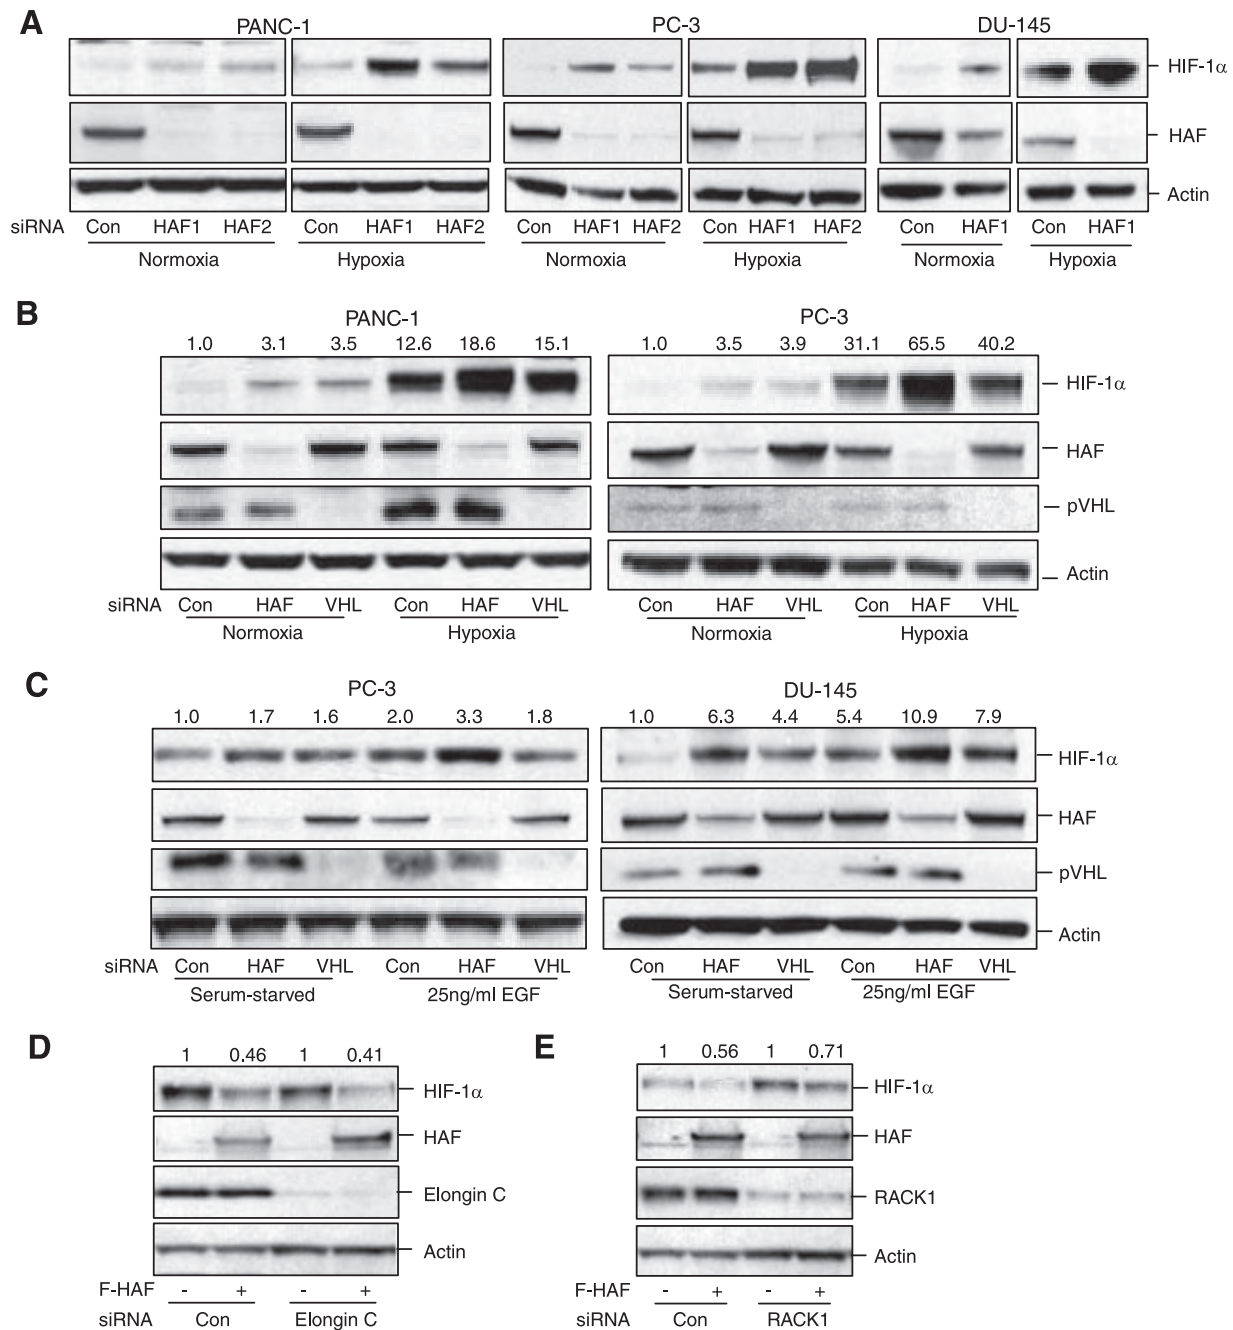 A
PANC-1 PC-3 DU-145
HIF-1α
HAF
Actin
siRNA Con HAF1 HAF2 Con HAF1 HAF2 Con HAF1 HAF2 Con HAF1 HAF2 Con HAF1 Con HAF1
Normoxia Hypoxia Normoxia Hypoxia Normoxia Hypoxia
B
PANC-1 PC-3
1.0 3.1 3.5 12.6 18.6 15.1 1.0 3.5 3.9 31.1 65.5 40.2
HIF-1α
HAF
pVHL
Actin
siRNA Con HAF VHL Con HAF VHL Con HAF VHL Con HAF VHL
Normoxia Hypoxia Normoxia Hypoxia
C
PC-3 DU-145
1.0 1.7 1.6 2.0 3.3 1.8 1.0 6.3 4.4 5.4 10.9 7.9
HIF-1α
HAF
pVHL
Actin
siRNA Con HAF VHL Con HAF VHL Con HAF VHL Con HAF VHL
Serum-starved 25ng/ml EGF Serum-starved 25ng/ml EGF
D
1 0.46 1 0.41
HIF-1α
HAF
Elongin C
Actin
F-HAF - + - +
siRNA Con Elongin C
E
1 0.56 1 0.71
HIF-1α
HAF
RACK1
Actin
F-HAF - + - +
siRNA Con RACK1